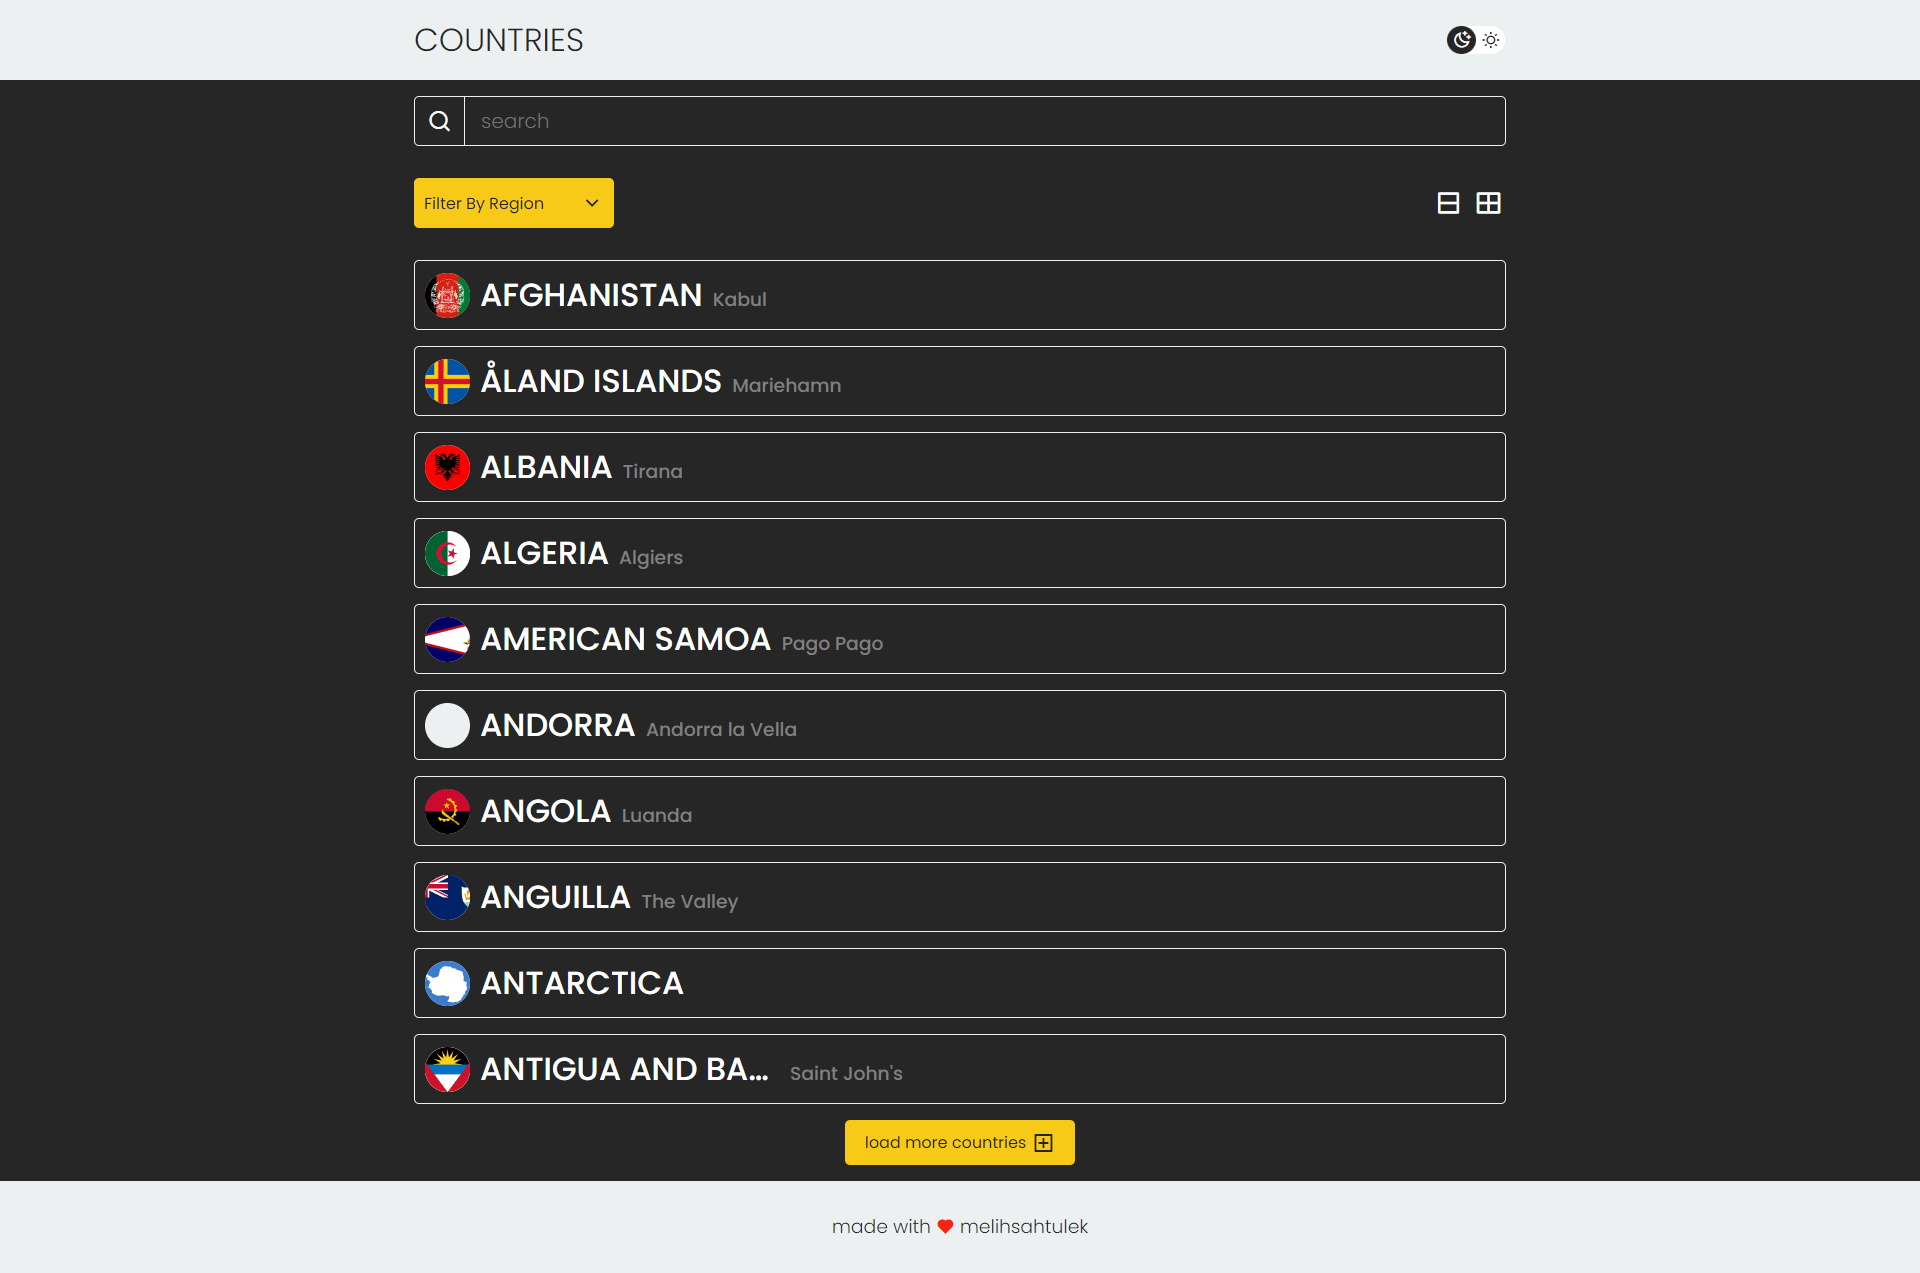 COUNTRIES
search
Filter By Region
AFGHANISTAN Kabul
ÅLAND ISLANDS Mariehamn
ALBANIA Tirana
ALGERIA Algiers
AMERICAN SAMOA Pago Pago
ANDORRA Andorra la Vella
ANGOLA Luanda
ANGUILLA The Valley
ANTARCTICA
ANTIGUA AND BA... Saint John's
load more countries
made with melihsahtulek